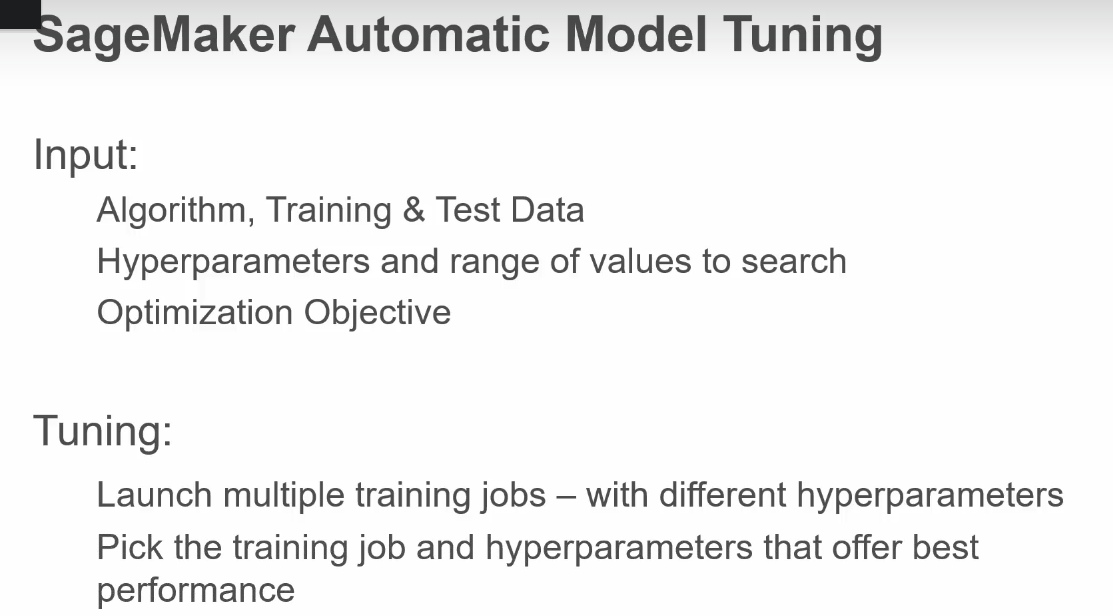 SageMaker Automatic Model Tuning
Input:
Algorithm, Training & Test Data
Hyperparameters and range of values to search
Optimization Objective
Tuning:
Launch multiple training jobs – with different hyperparameters
Pick the training job and hyperparameters that offer best
performance